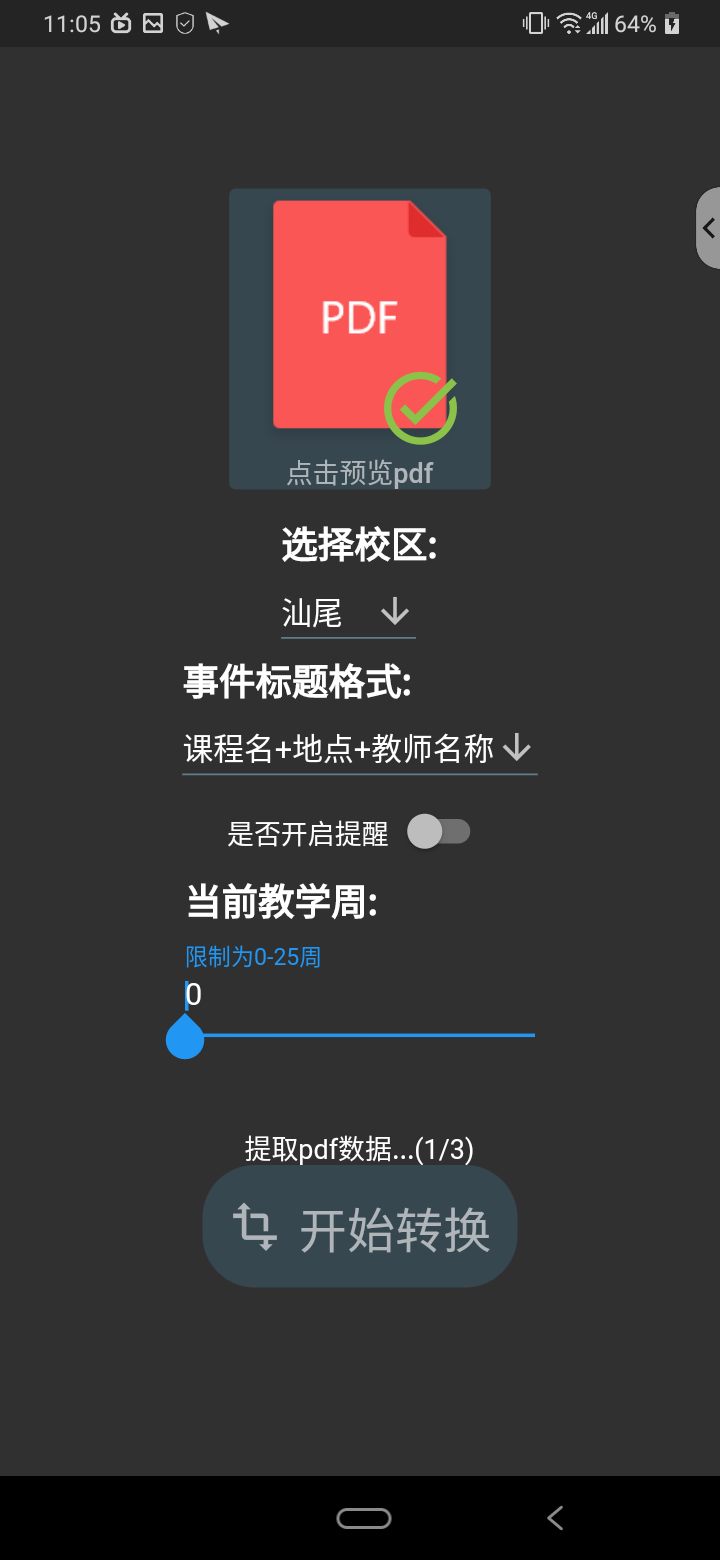 11:05
4G
64%
PDF
点击预览pdf
选择校区:
汕尾
事件标题格式:
课程名+地点+教师名称
是否开启提醒
当前教学周:
限制为0-25周
0
提取pdf数据...(1/3)
开始转换